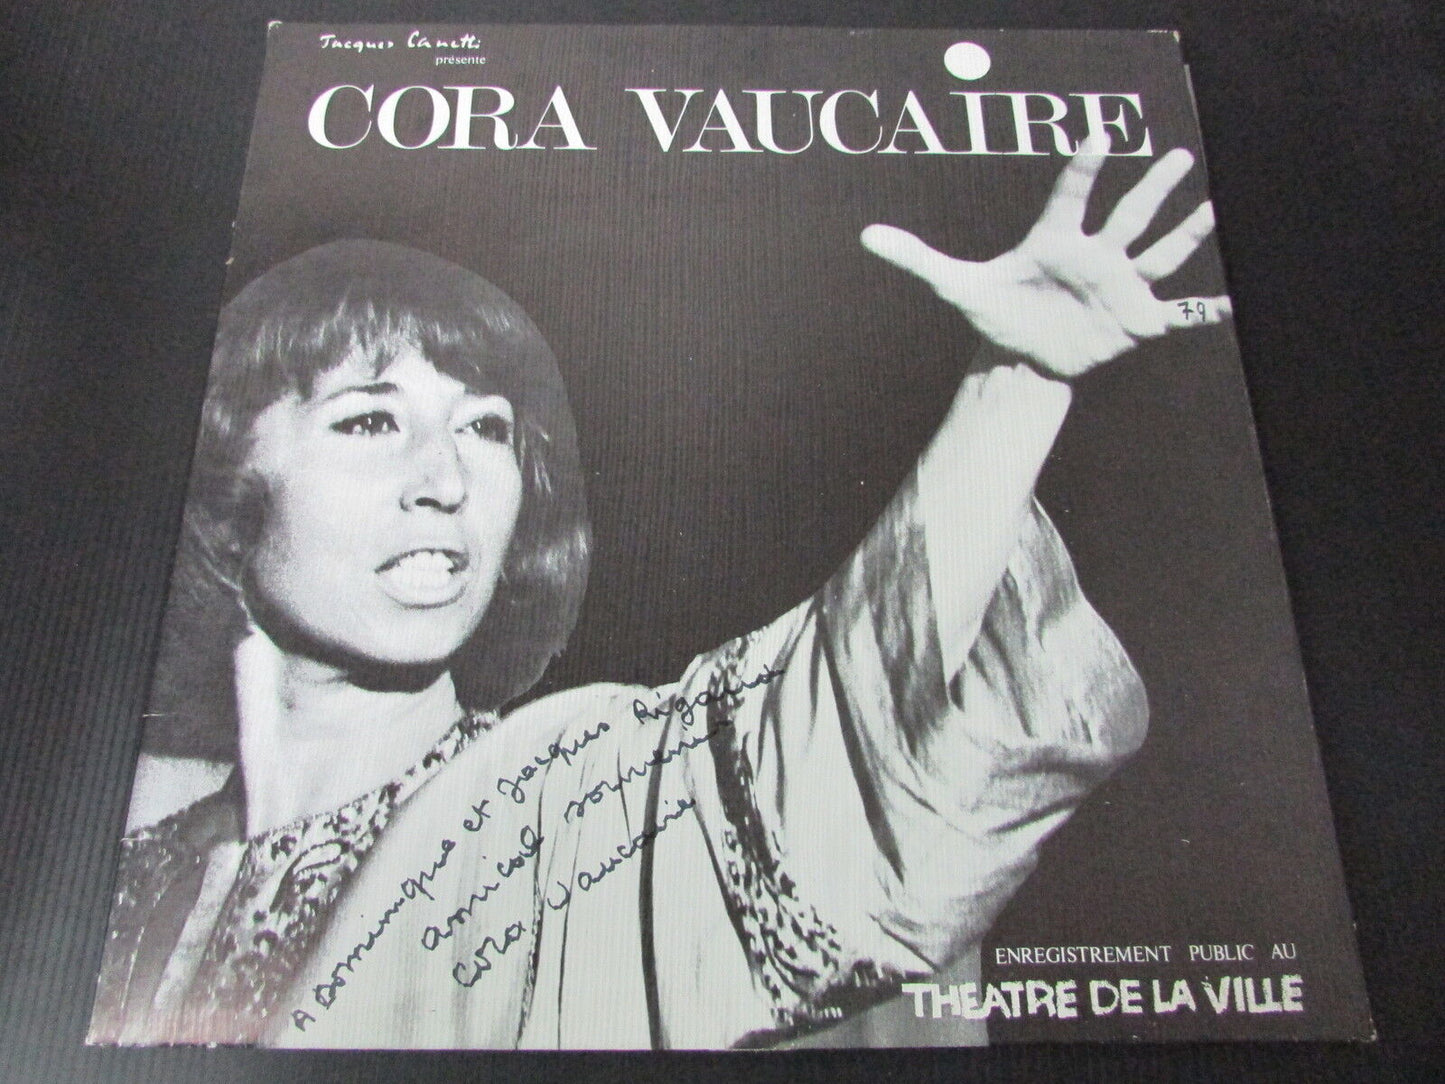 Jacques Canetti
présente
CORA VAUCAIRE
79
A Dominique et Jacques Rigaud
amical souvenir
Cora Vaucaire
ENREGISTREMENT PUBLIC AU
THEATRE DE LA VILLE